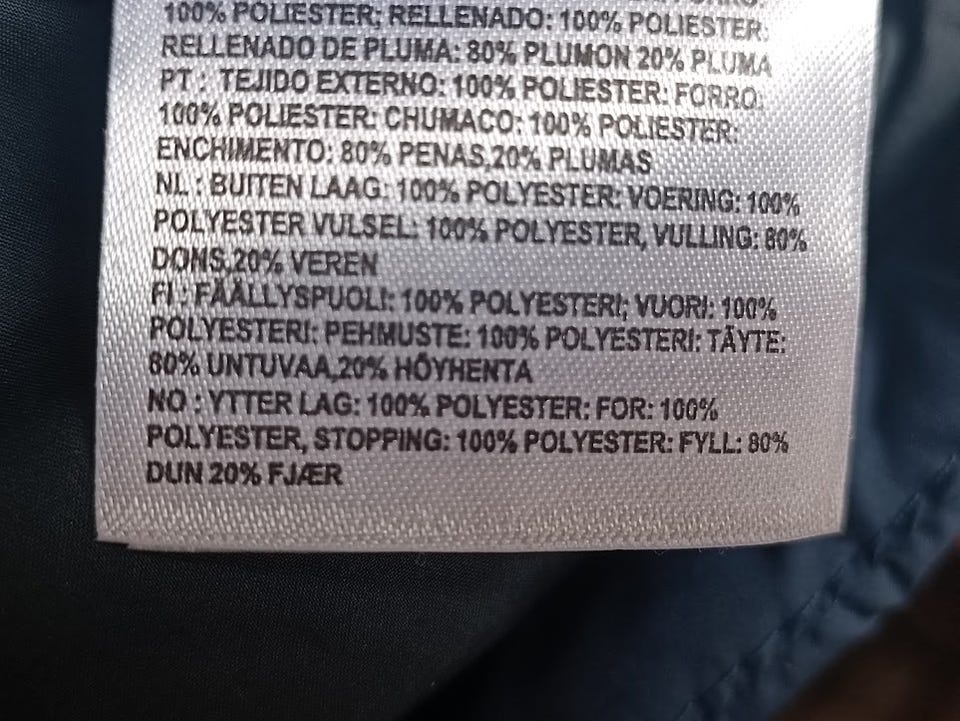 100% POLIESTER; RELLENADO: 100% POLIESTER:
RELLENADO DE PLUMA: 80% PLUMON 20% PLUMA
PT : TEJIDO EXTERNO: 100% POLIESTER: FORRO:
100% POLIESTER: CHUMACO: 100% POLIESTER:
ENCHIMENTO: 80% PENAS,20% PLUMAS
NL : BUITEN LAAG: 100% POLYESTER: VOERING: 100%
POLYESTER VULSEL: 100% POLYESTER, VULLING: 80%
DONS,20% VEREN
FI : FÄÄLLYSPUOLI: 100% POLYESTERI; VUORI: 100%
POLYESTERI: PEHMUSTE: 100% POLYESTERI: TÄYTE:
80% UNTUVAA,20% HÖYHENTA
NO : YTTER LAG: 100% POLYESTER: FOR: 100%
POLYESTER, STOPPING: 100% POLYESTER: FYLL: 80%
DUN 20% FJÆR